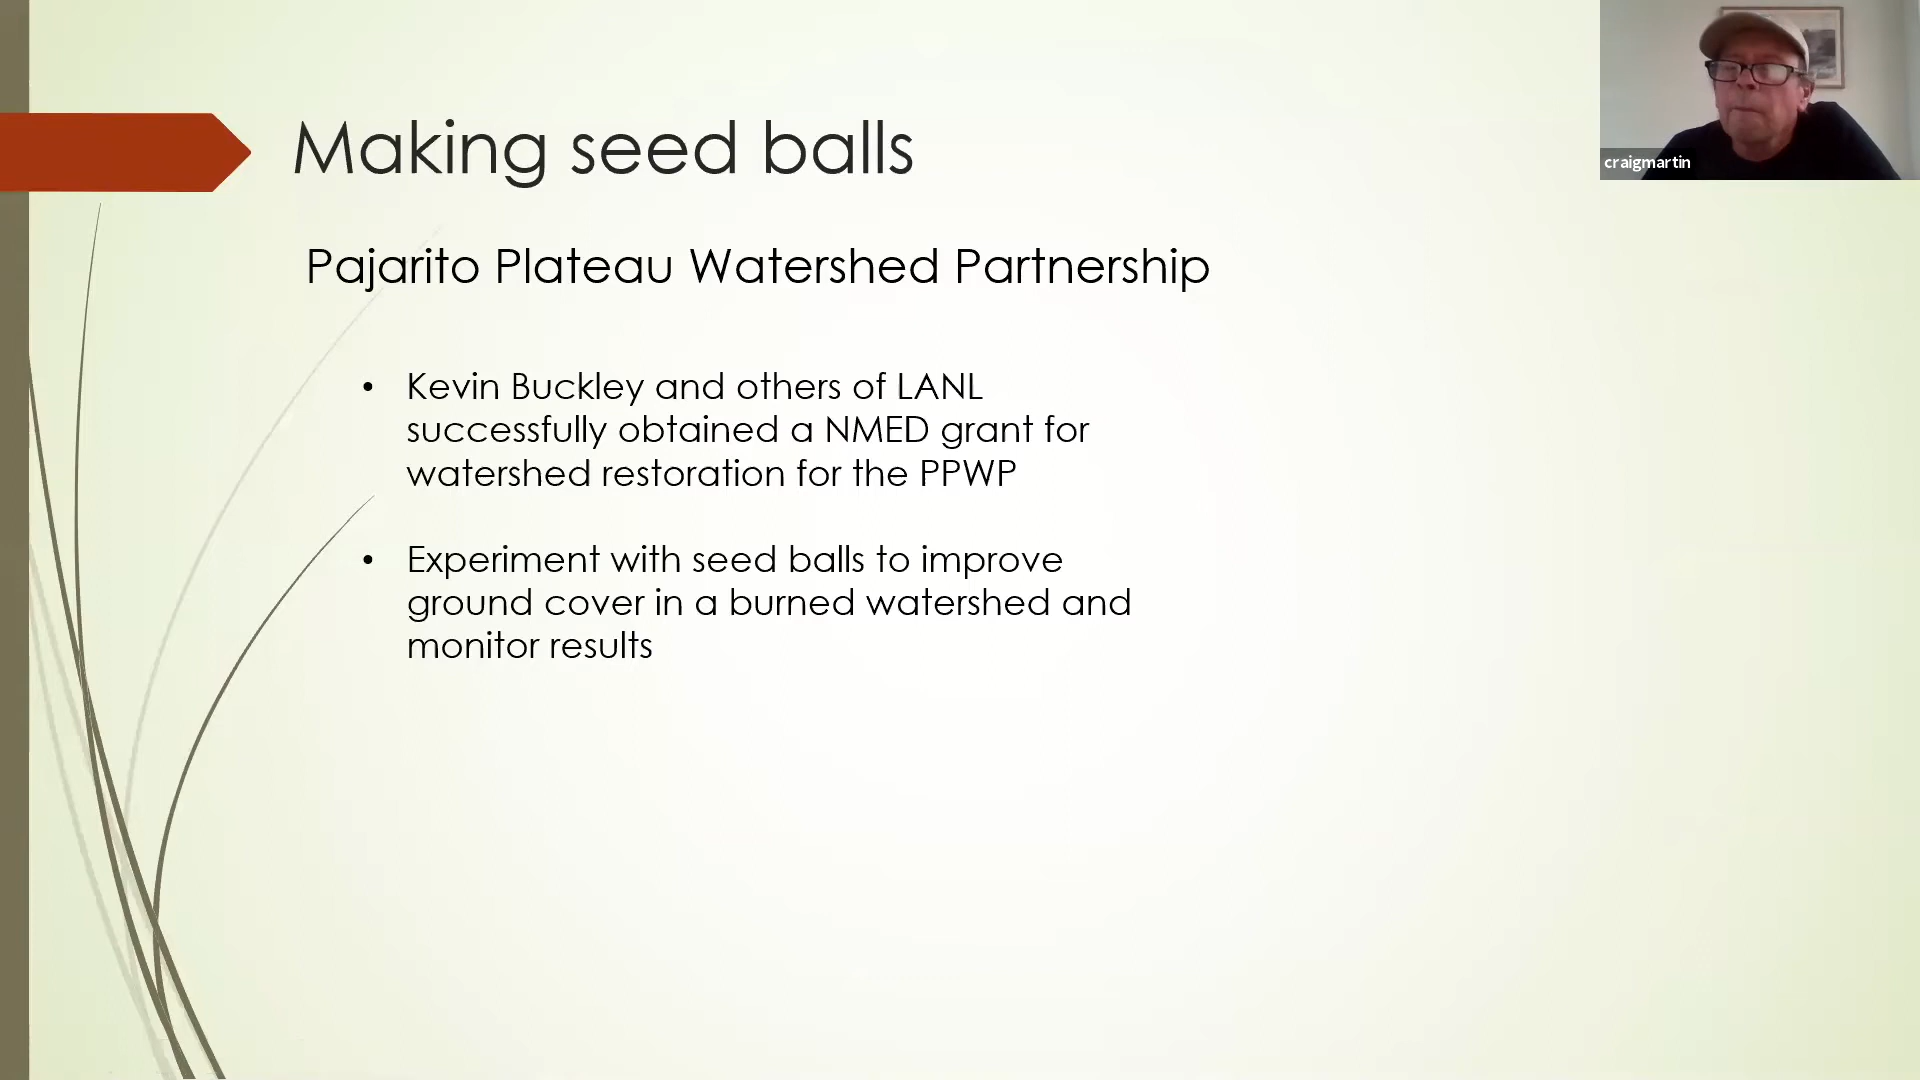 Making seed balls
craigmartin
Pajarito Plateau Watershed Partnership
• Kevin Buckley and others of LANL
successfully obtained a NMED grant for
watershed restoration for the PPWP
• Experiment with seed balls to improve
ground cover in a burned watershed and
monitor results